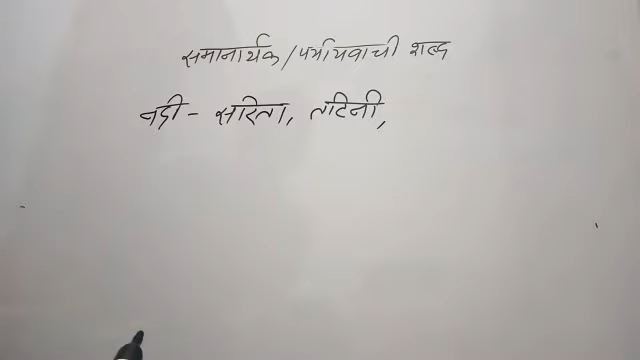 समानार्थक/पर्यायवाची शब्द
नदी - सरिता, तटिनी,